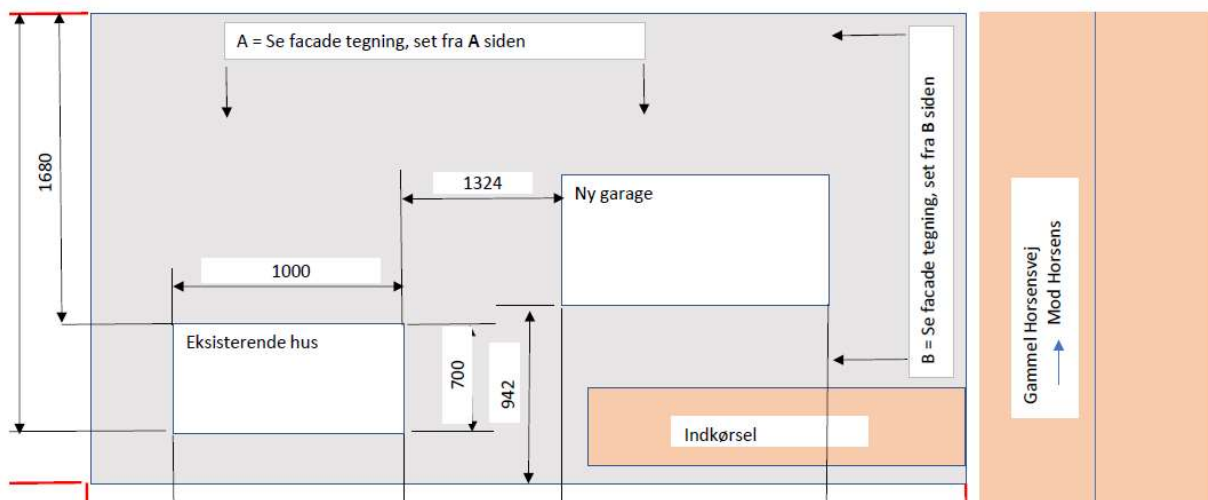 A = Se facade tegning, set fra A siden
B = Se facade tegning, set fra B siden
1680
1324
Ny garage
1000
Eksisterende hus
700
942
Indkørsel
Gammel Horsensvej
Mod Horsens